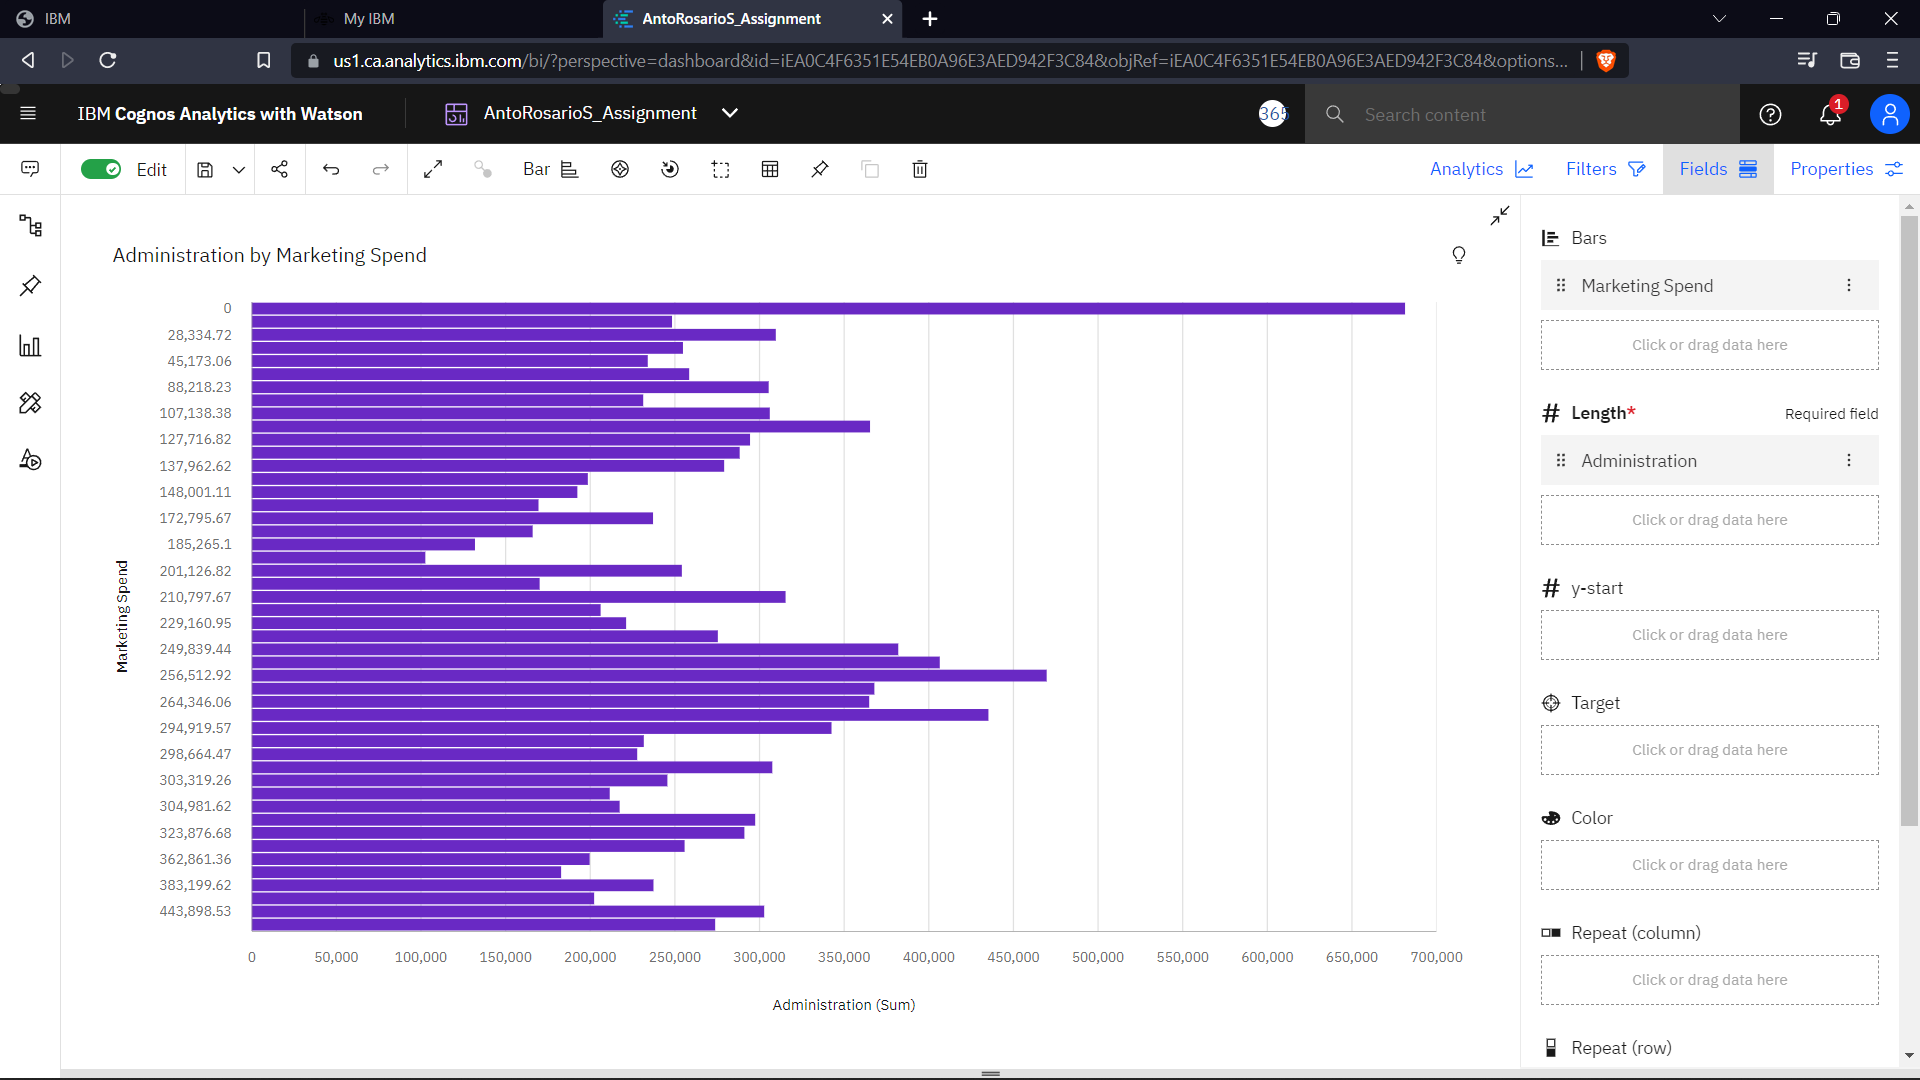 IBM
My IBM
AntoRosarioS_Assignment
us1.ca.analytics.ibm.com/bi/?perspective=dashboard&id=iEA0C4F6351E54EB0A96E3AED942F3C84&objRef=iEA0C4F6351E54EB0A96E3AED942F3C84&options...
IBM Cognos Analytics with Watson
AntoRosarioS_Assignment
365
Search content
1
Edit
Bar
Analytics
Filters
Fields
Properties
Administration by Marketing Spend
Marketing Spend
0
28,334.72
45,173.06
88,218.23
107,138.38
127,716.82
137,962.62
148,001.11
172,795.67
185,265.1
201,126.82
210,797.67
229,160.95
249,839.44
256,512.92
264,346.06
294,919.57
298,664.47
303,319.26
304,981.62
323,876.68
362,861.36
383,199.62
443,898.53
0 50,000 100,000 150,000 200,000 250,000 300,000 350,000 400,000 450,000 500,000 550,000 600,000 650,000 700,000
Administration (Sum)
Bars
Marketing Spend
Click or drag data here
# Length* Required field
Administration
Click or drag data here
# y-start
Click or drag data here
Target
Click or drag data here
Color
Click or drag data here
Repeat (column)
Click or drag data here
Repeat (row)